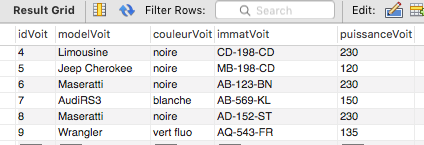 Result Grid Filter Rows: Search Edit:
idVoit modelVoit couleurVoit immatVoit puissanceVoit
4 Limousine noire CD-198-CD 230
5 Jeep Cherokee noire MB-198-CD 120
6 Maseratti noire AB-123-BN 230
7 AudiRS3 blanche AB-569-KL 150
8 Maseratti noire AD-152-ST 230
9 Wrangler vert fluo AQ-543-FR 135